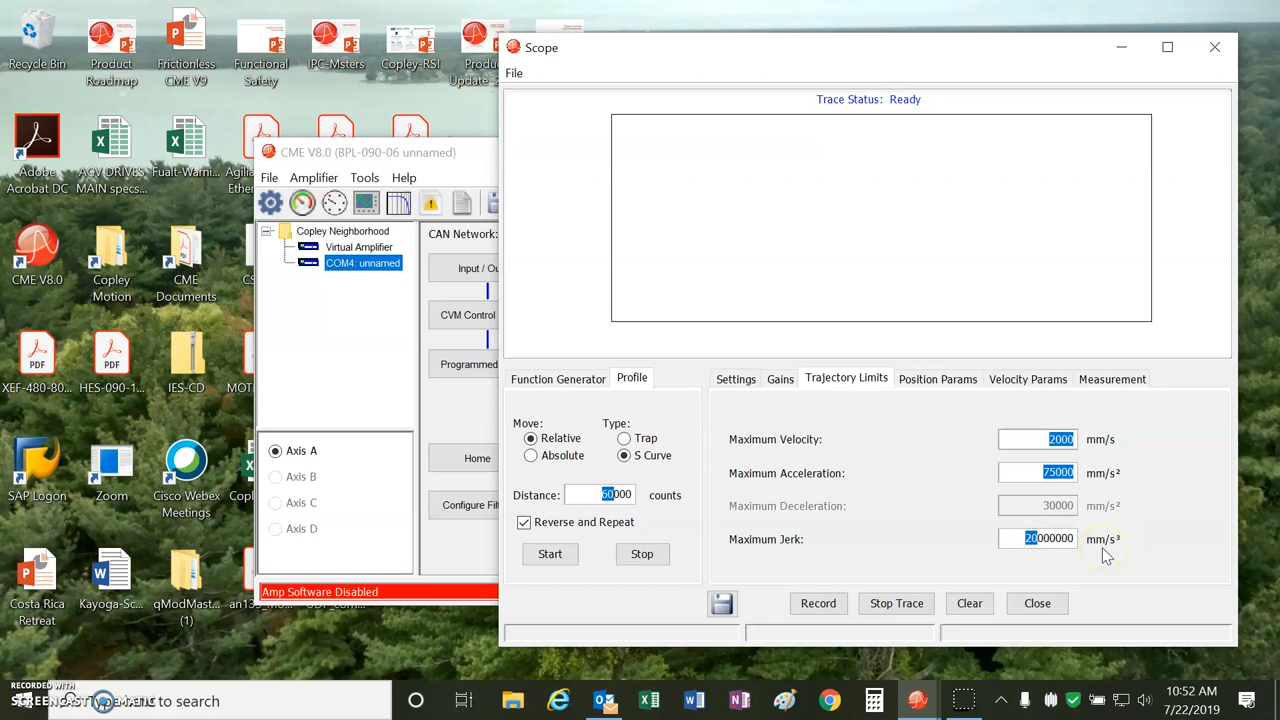 Recycle Bin
Product Roadmap
Frictionless CME V9
Functional Safety
IPC-Msters
Copley-RSI
Scope
File
Trace Status: Ready
Adobe Acrobat DC
AGV DRIVES MAIN specs...
Fualt-Warni...
CME V8.0 (BPL-090-06 unnamed)
File Amplifier Tools Help
Copley Neighborhood
Virtual Amplifier
COM4: unnamed
CAN Network:
Input / Ou
CVM Control
Programmed
Home
Configure Fil
CME V8.0
Copley Motion
CME Documents
XEF-480-80...
HES-090-1...
IES-CD
Axis A
Axis B
Axis C
Axis D
Amp Software Disabled
Function Generator Profile
Move:
Relative
Absolute
Type:
Trap
S Curve
Distance: 60000 counts
Reverse and Repeat
Start Stop
Settings Gains Trajectory Limits Position Params Velocity Params Measurement
Maximum Velocity: 2000 mm/s
Maximum Acceleration: 75000 mm/s²
Maximum Deceleration: 30000 mm/s²
Maximum Jerk: 20000000 mm/s³
Record Stop Trace Clear Close
SAP Logon
Zoom
Cisco Webex Meetings
Costa Rica Retreat
Kayoga-Sc...
qModMast... (1)
RECORDED WITH
SCREENCAST-O-MATIC
Type here to search
10:52 AM
7/22/2019